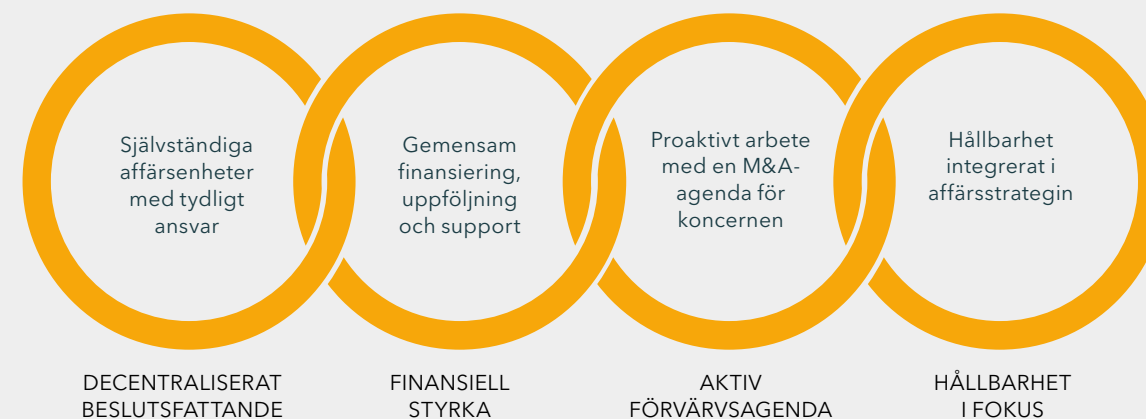 Självständiga
affärsenheter
med tydligt
ansvar
Gemensam
finansiering,
uppföljning
och support
Proaktivt arbete
med en M&A-
agenda för
koncernen
Hållbarhet
integrerat i
affärsstrategin
DECENTRALISERAT
BESLUTSFATTANDE
FINANSIELL
STYRKA
AKTIV
FÖRVÄRVSAGENDA
HÅLLBARHET
I FOKUS